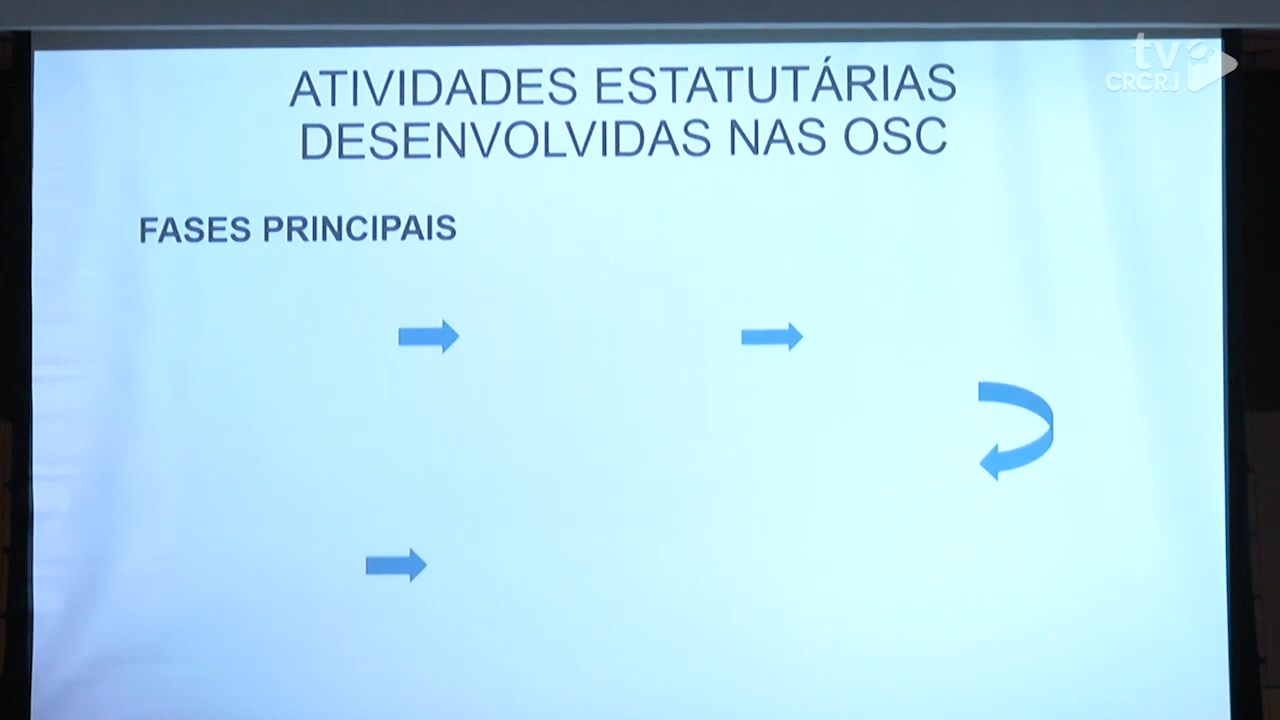 tv
CRCRJ
ATIVIDADES ESTATUTÁRIAS
DESENVOLVIDAS NAS OSC
FASES PRINCIPAIS